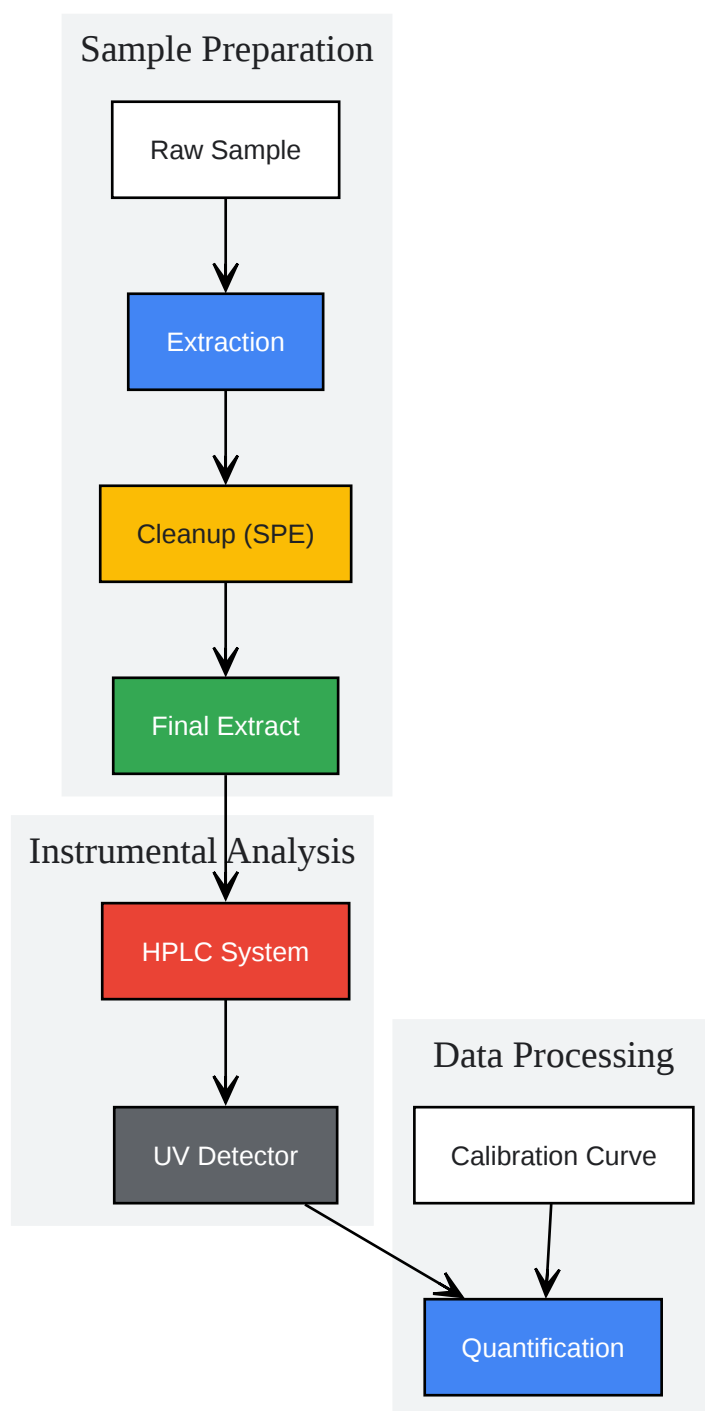 Sample Preparation
Raw Sample
Extraction
Cleanup (SPE)
Final Extract
Instrumental Analysis
HPLC System
UV Detector
Data Processing
Calibration Curve
Quantification